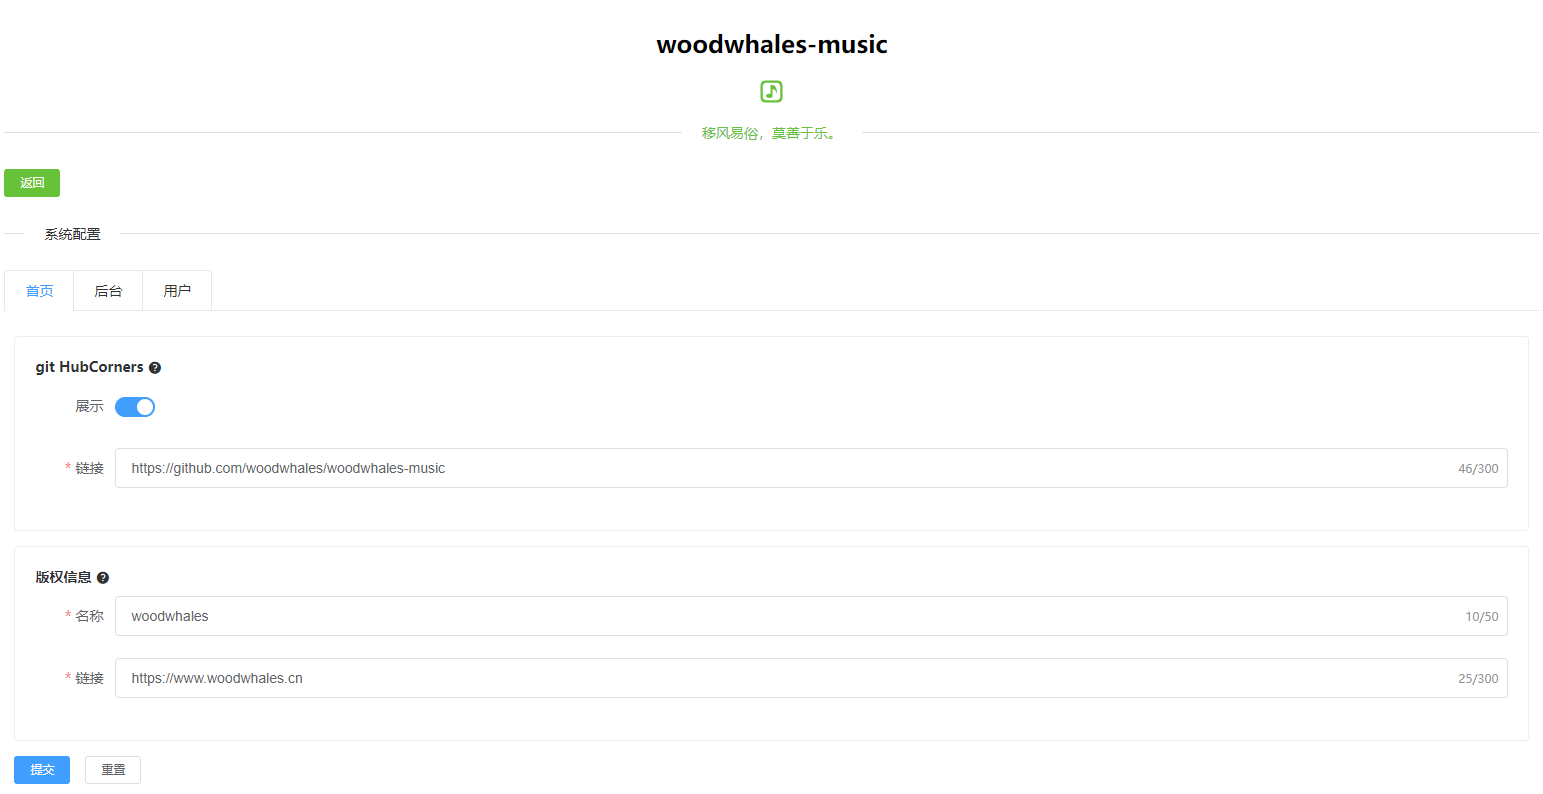 woodwhales-music
移风易俗，莫善于乐。
返回
系统配置
首页 后台 用户
git HubCorners
展示
* 链接 https://github.com/woodwhales/woodwhales-music 46/300
版权信息
* 名称 woodwhales 10/50
* 链接 https://www.woodwhales.cn 25/300
提交 重置